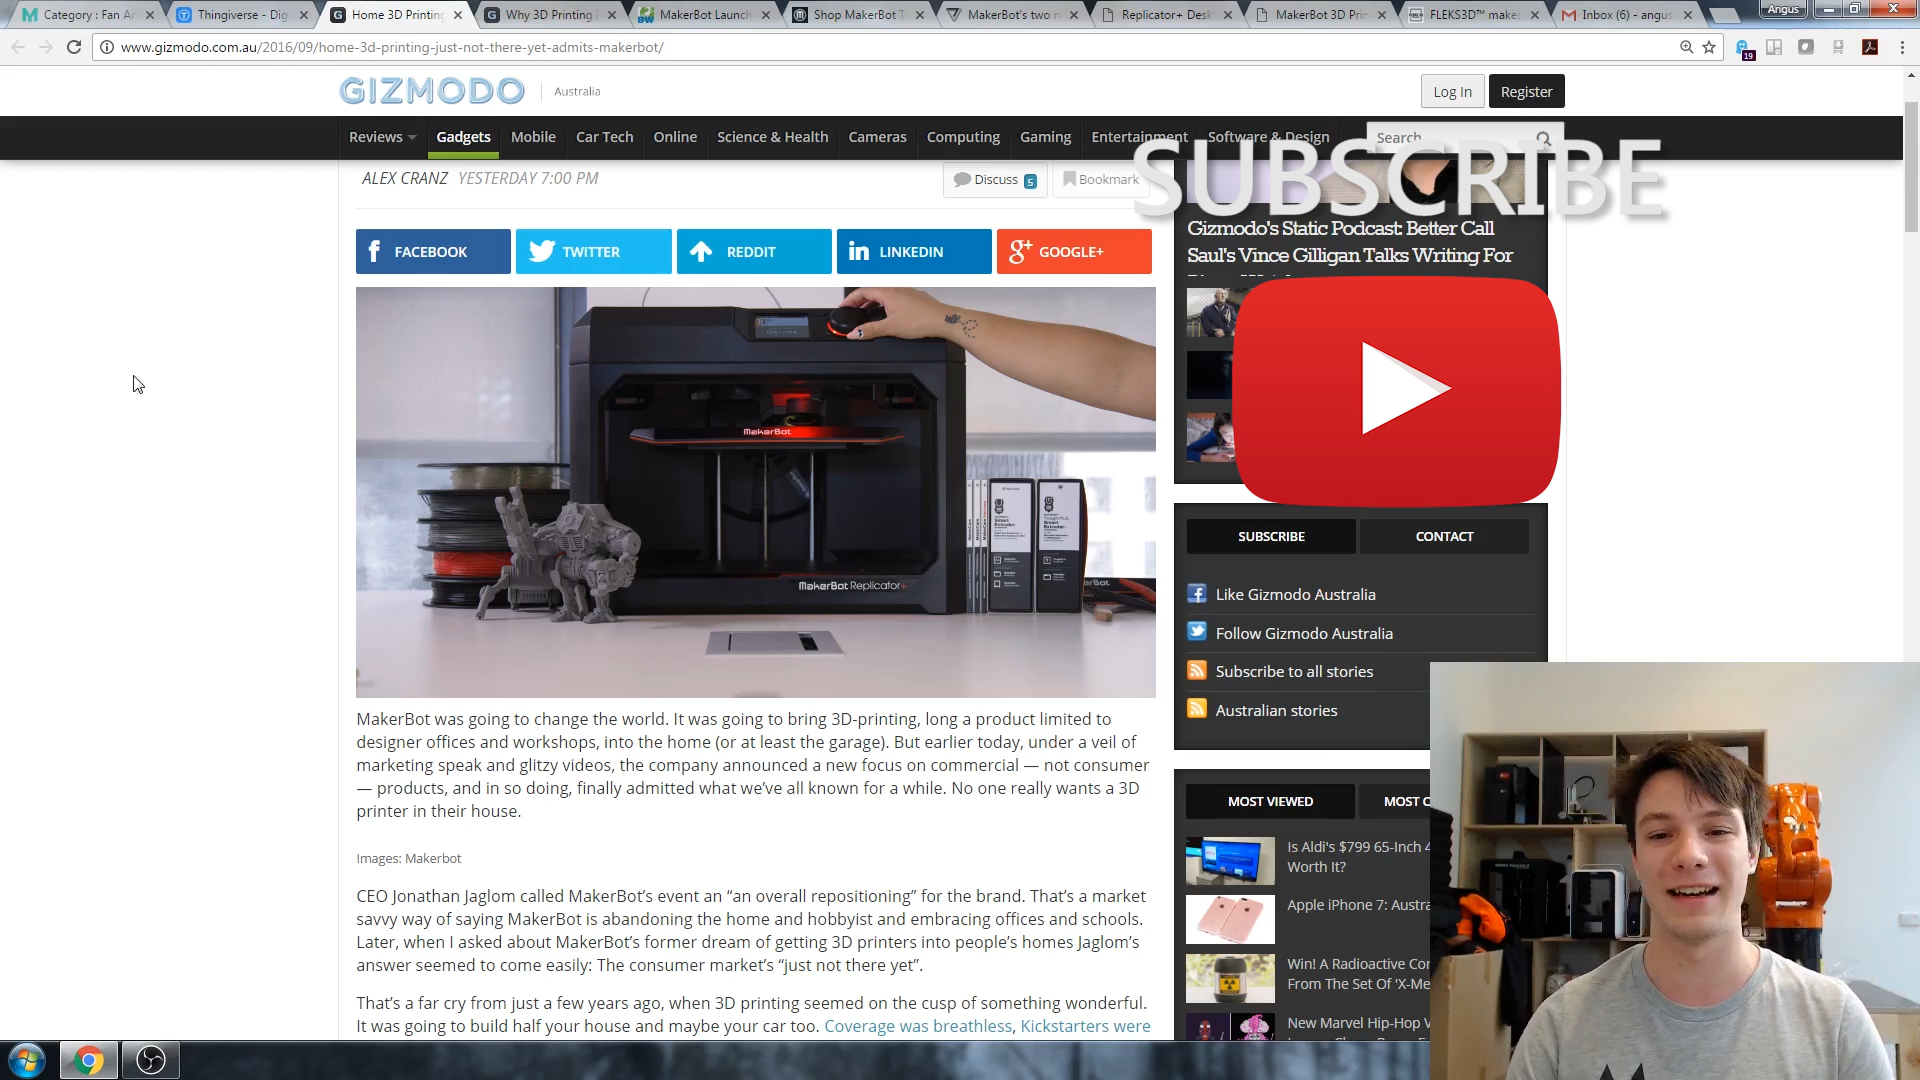 Category : Fan A
Thingiverse - Digi
Home 3D Printing
Why 3D Printing
MakerBot Launch
Shop MakerBot T
MakerBot's two n
Replicator+ Desk
MakerBot 3D Prin
FLEKS3D™ makes
Inbox (6) - angus
Angus
www.gizmodo.com.au/2016/09/home-3d-printing-just-not-there-yet-admits-makerbot/
19
GIZMODO
Australia
Log In
Register
Reviews
Gadgets
Mobile
Car Tech
Online
Science & Health
Cameras
Computing
Gaming
Entertainment
Software & Design
Search
SUBSCRIBE
ALEX CRANZ YESTERDAY 7:00 PM
Discuss 5
Bookmark
FACEBOOK
TWITTER
REDDIT
LINKEDIN
GOOGLE+
Gizmodo's Static Podcast: Better Call
Saul's Vince Gilligan Talks Writing For
MakerBot
MakerBot Replicator+
SUBSCRIBE
CONTACT
Like Gizmodo Australia
Follow Gizmodo Australia
Subscribe to all stories
Australian stories
MakerBot was going to change the world. It was going to bring 3D-printing, long a product limited to
designer offices and workshops, into the home (or at least the garage). But earlier today, under a veil of
marketing speak and glitzy videos, the company announced a new focus on commercial — not consumer
— products, and in so doing, finally admitted what we've all known for a while. No one really wants a 3D
printer in their house.
Images: Makerbot
CEO Jonathan Jaglom called MakerBot's event an “an overall repositioning” for the brand. That's a market
savvy way of saying MakerBot is abandoning the home and hobbyist and embracing offices and schools.
Later, when I asked about MakerBot's former dream of getting 3D printers into people's homes Jaglom's
answer seemed to come easily: The consumer market's “just not there yet”.
That's a far cry from just a few years ago, when 3D printing seemed on the cusp of something wonderful.
It was going to build half your house and maybe your car too. Coverage was breathless, Kickstarters were
MOST VIEWED
MOST C
Is Aldi's $799 65-Inch 4
Worth It?
Apple iPhone 7: Austra
Win! A Radioactive Cor
From The Set Of 'X-Me
New Marvel Hip-Hop V